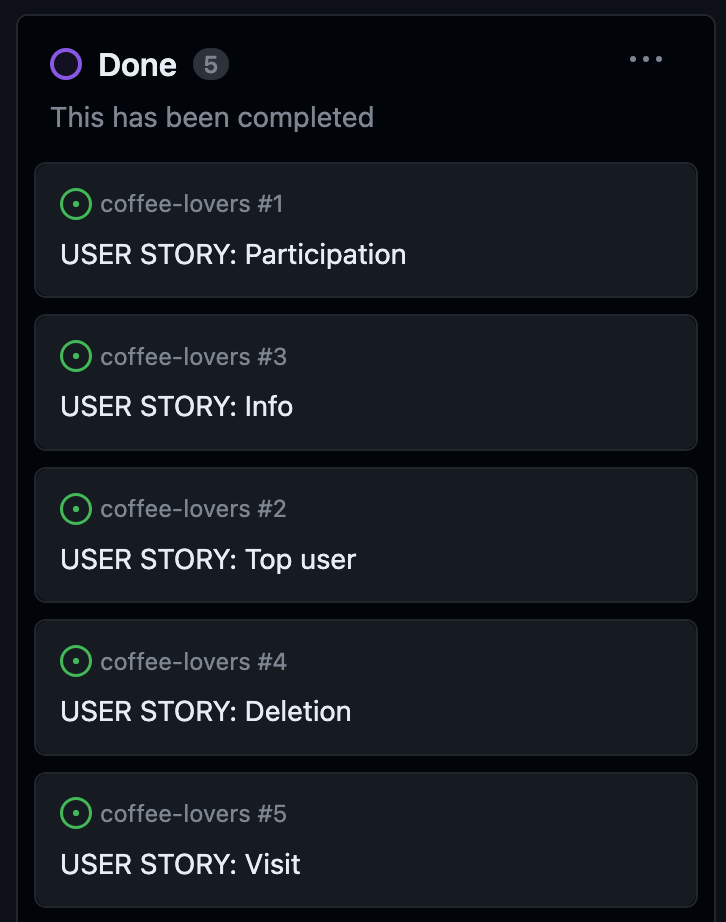 Done 5
This has been completed
coffee-lovers #1
USER STORY: Participation
coffee-lovers #3
USER STORY: Info
coffee-lovers #2
USER STORY: Top user
coffee-lovers #4
USER STORY: Deletion
coffee-lovers #5
USER STORY: Visit